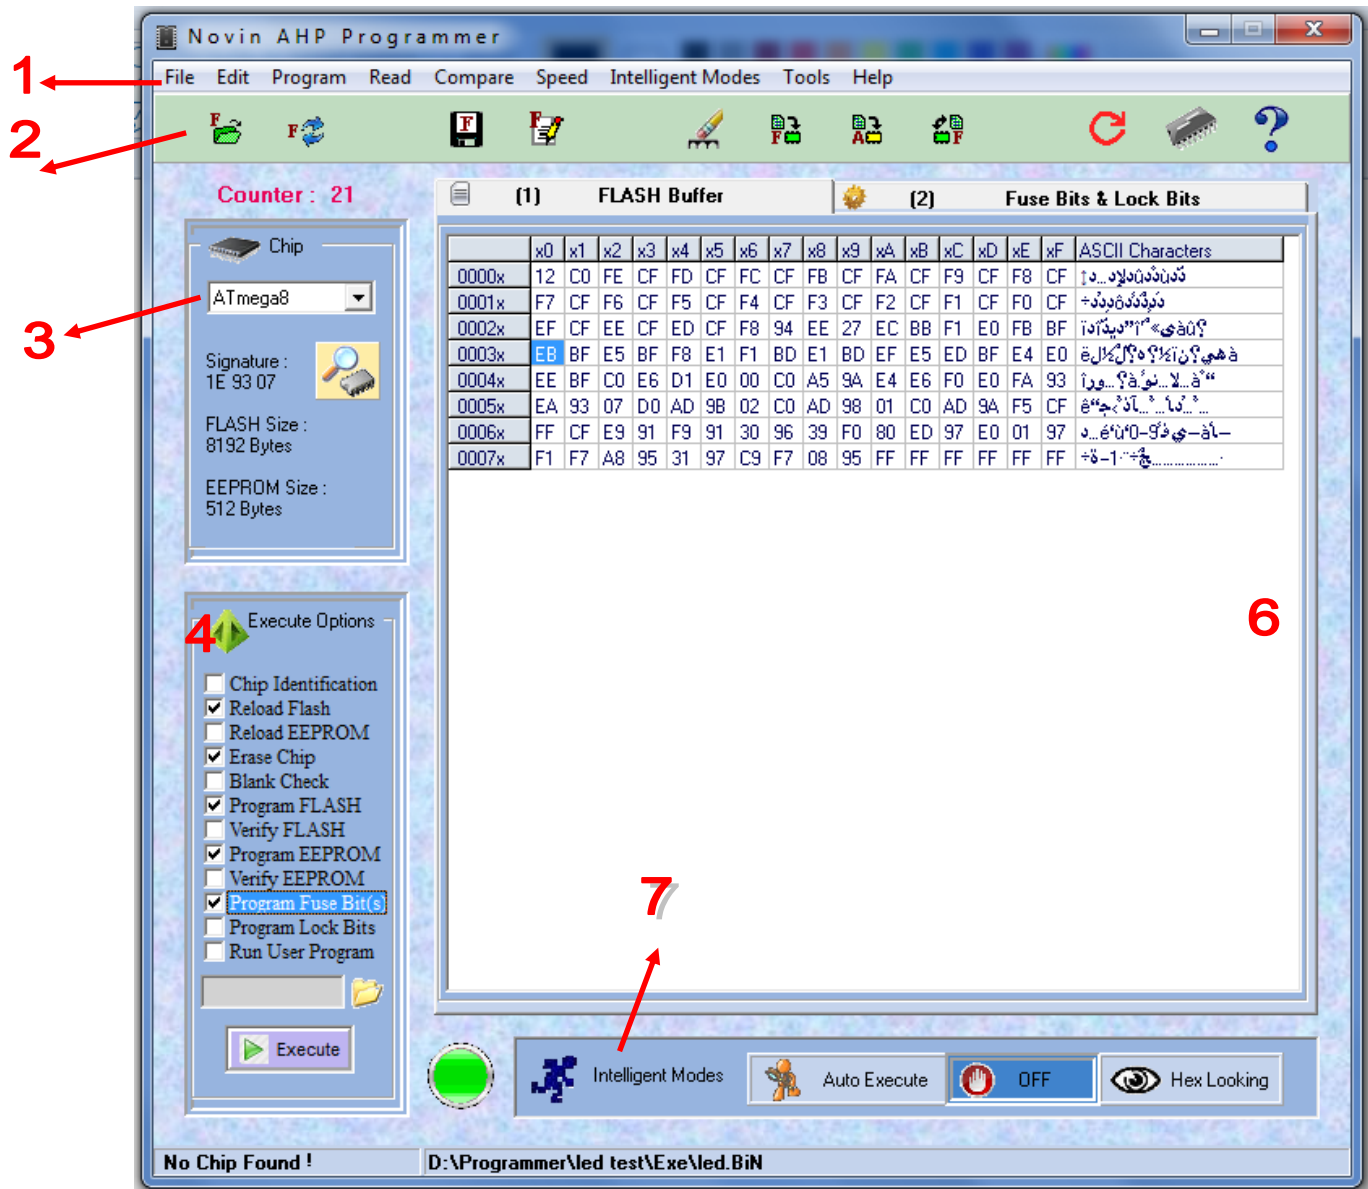 Novin AHP Programmer
1
File Edit Program Read Compare Speed Intelligent Modes Tools Help
2
Counter : 21
(1) FLASH Buffer
(2) Fuse Bits & Lock Bits
Chip
ATmega8
3
Signature :
1E 93 07
FLASH Size :
8192 Bytes
EEPROM Size :
512 Bytes
x0 x1 x2 x3 x4 x5 x6 x7 x8 x9 xA xB xC xD xE xF ASCII Characters
0000x 12 C0 FE CF FD CF FC CF FB CF FA CF F9 CF F8 CF
0001x F7 CF F6 CF F5 CF F4 CF F3 CF F2 CF F1 CF F0 CF
0002x EF CF EE CF ED CF F8 94 EE 27 EC BB F1 E0 FB BF
0003x EB BF E5 BF F8 E1 F1 BD E1 BD EF E5 ED BF E4 E0
0004x EE BF C0 E6 D1 E0 00 C0 A5 9A E4 E6 F0 E0 FA 93
0005x EA 93 07 D0 AD 9B 02 C0 AD 98 01 C0 AD 9A F5 CF
0006x FF CF E9 91 F9 91 30 96 39 F0 80 ED 97 E0 01 97
0007x F1 F7 A8 95 31 97 C9 F7 08 95 FF FF FF FF FF FF
4
Execute Options
Chip Identification
Reload Flash
Reload EEPROM
Erase Chip
Blank Check
Program FLASH
Verify FLASH
Program EEPROM
Verify EEPROM
Program Fuse Bit(s)
Program Lock Bits
Run User Program
Execute
6
7
Intelligent Modes
Auto Execute
OFF
Hex Looking
No Chip Found !
D:\Programmer\led test\Exe\led.BiN